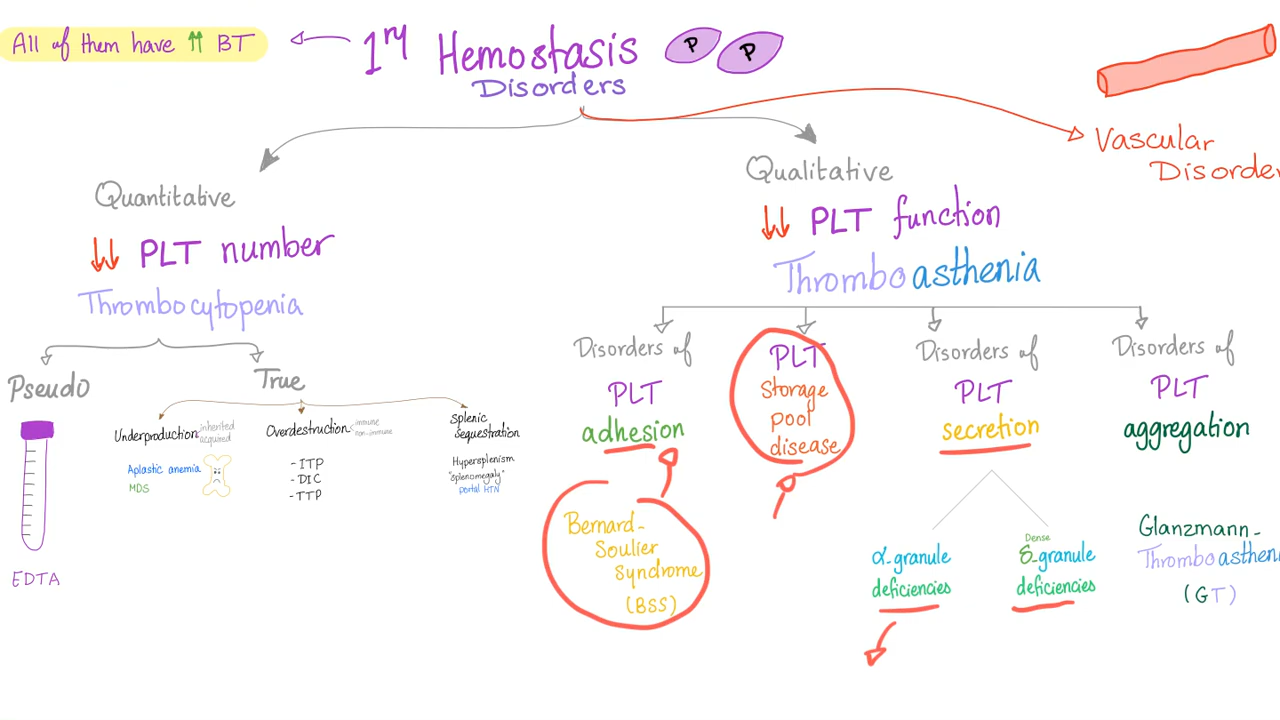 All of them have ↑↑ BT
1ry Hemostasis
Disorders
P
P
Vascular
Disorder
Quantitative
↓↓ PLT number
Thrombocytopenia
Pseudo
EDTA
True
Underproduction
inherited
acquired
Aplastic anemia
MDS
Overdestruction
immune
non-immune
- ITP
- DIC
- TTP
Splenic
sequestration
Hypersplenism
"splenomegaly"
portal HTN
Qualitative
↓↓ PLT function
Thromboasthenia
Disorders of
PLT
adhesion
Bernard-
Soulier
Syndrome
(BSS)
PLT
Storage
pool
disease
Disorders of
PLT
secretion
α-granule
deficiencies
Dense
δ-granule
deficiencies
Disorders of
PLT
aggregation
Glanzmann-
Thromboastheni
(GT)